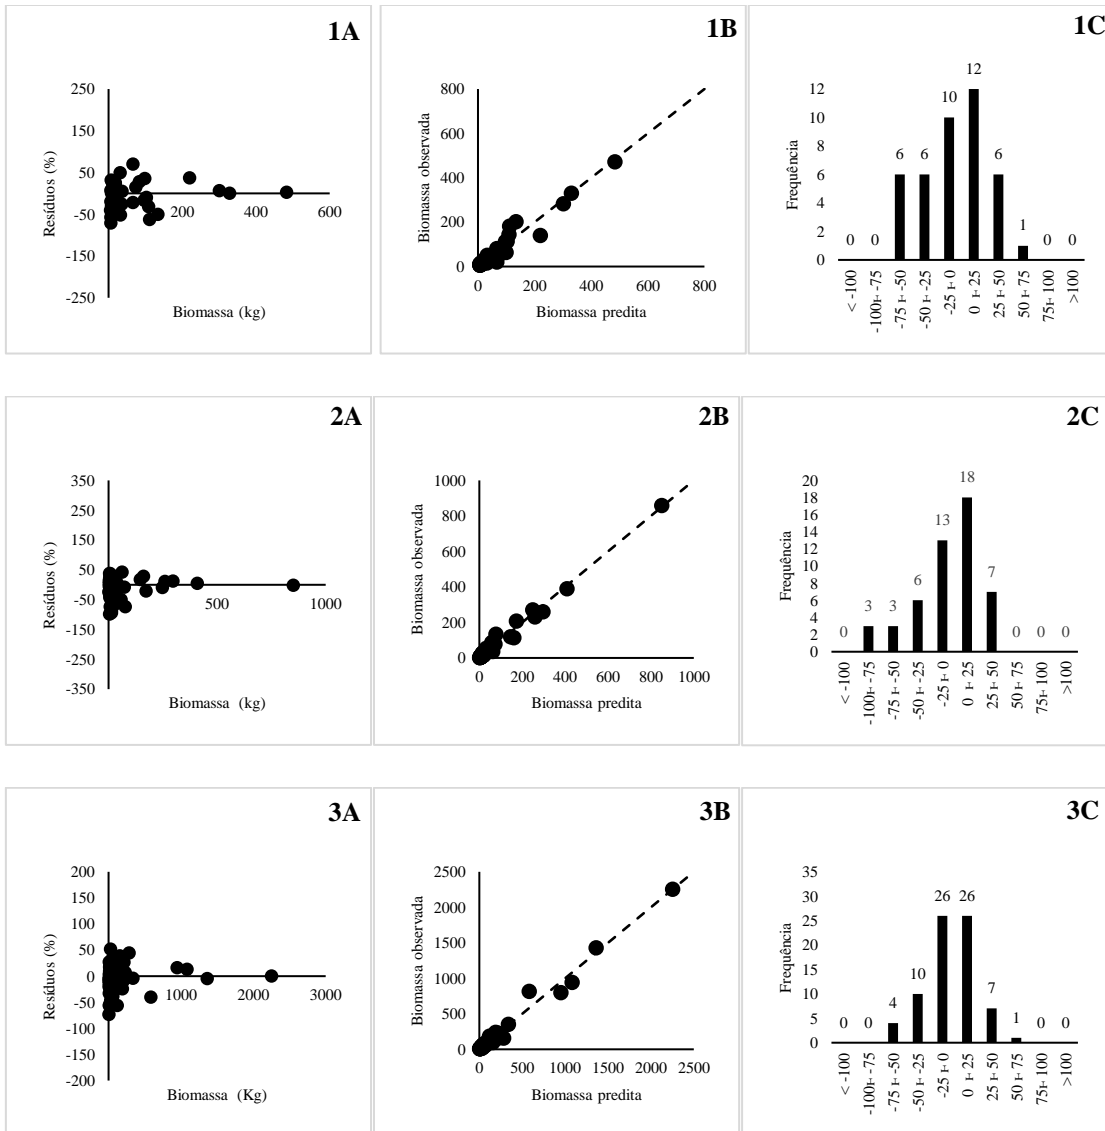 1A
Resíduos (%)
250
150
50
-50
-150
-250
200
400
600
Biomassa (kg)
1B
Biomassa observada
800
600
400
200
0
0
200
400
600
800
Biomassa predita
1C
Frequência
12
10
8
6
4
2
0
0
0
6
6
10
12
6
1
0
0
< -100
-100ı- -75
-75 ı- -50
-50 ı- -25
-25 ı- 0
0 ı- 25
25 ı- 50
50 ı- 75
75ı- 100
>100
2A
Resíduos (%)
350
250
150
50
-50
-150
-250
-350
500
1000
Biomassa (kg)
2B
Biomassa observada
1000
800
600
400
200
0
0
200
400
600
800
1000
Biomassa predita
2C
Frequência
20
18
16
14
12
10
8
6
4
2
0
0
3
3
6
13
18
7
0
0
0
< -100
-100ı- -75
-75 ı- -50
-50 ı- -25
-25 ı- 0
0 ı- 25
25 ı- 50
50 ı- 75
75ı- 100
>100
3A
Resíduos (%)
200
150
100
50
0
-50
-100
-150
-200
1000
2000
3000
Biomassa (Kg)
3B
Biomassa observada
2500
2000
1500
1000
500
0
0
500
1000
1500
2000
2500
Biomassa predita
3C
Frequência
35
30
25
20
15
10
5
0
0
0
4
10
26
26
7
1
0
0
< -100
-100ı- -75
-75 ı- -50
-50 ı- -25
-25 ı- 0
0 ı- 25
25 ı- 50
50 ı- 75
75ı- 100
>100